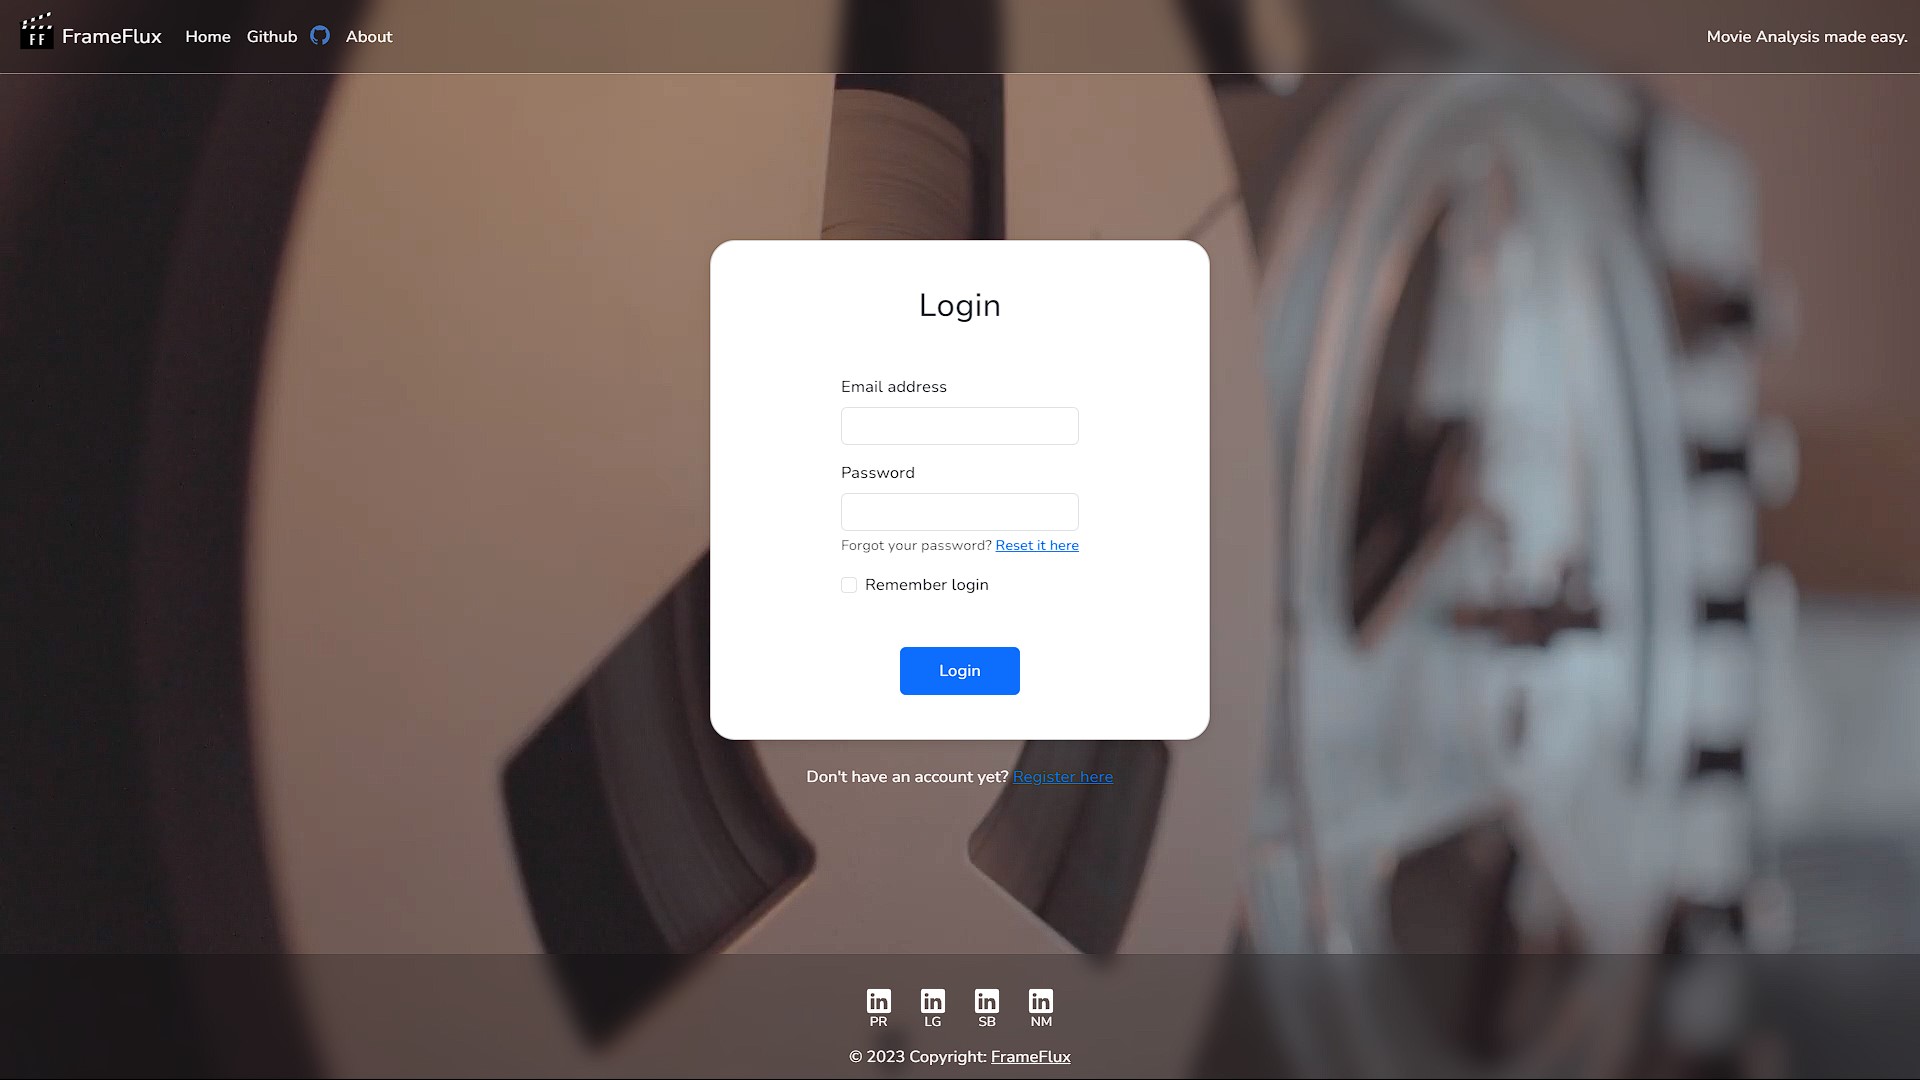 FF FrameFlux Home Github About Movie Analysis made easy.
Login
Email address
Password
Forgot your password? Reset it here
Remember login
Login
Don't have an account yet? Register here
in in in in
PR LG SB NM
© 2023 Copyright: FrameFlux